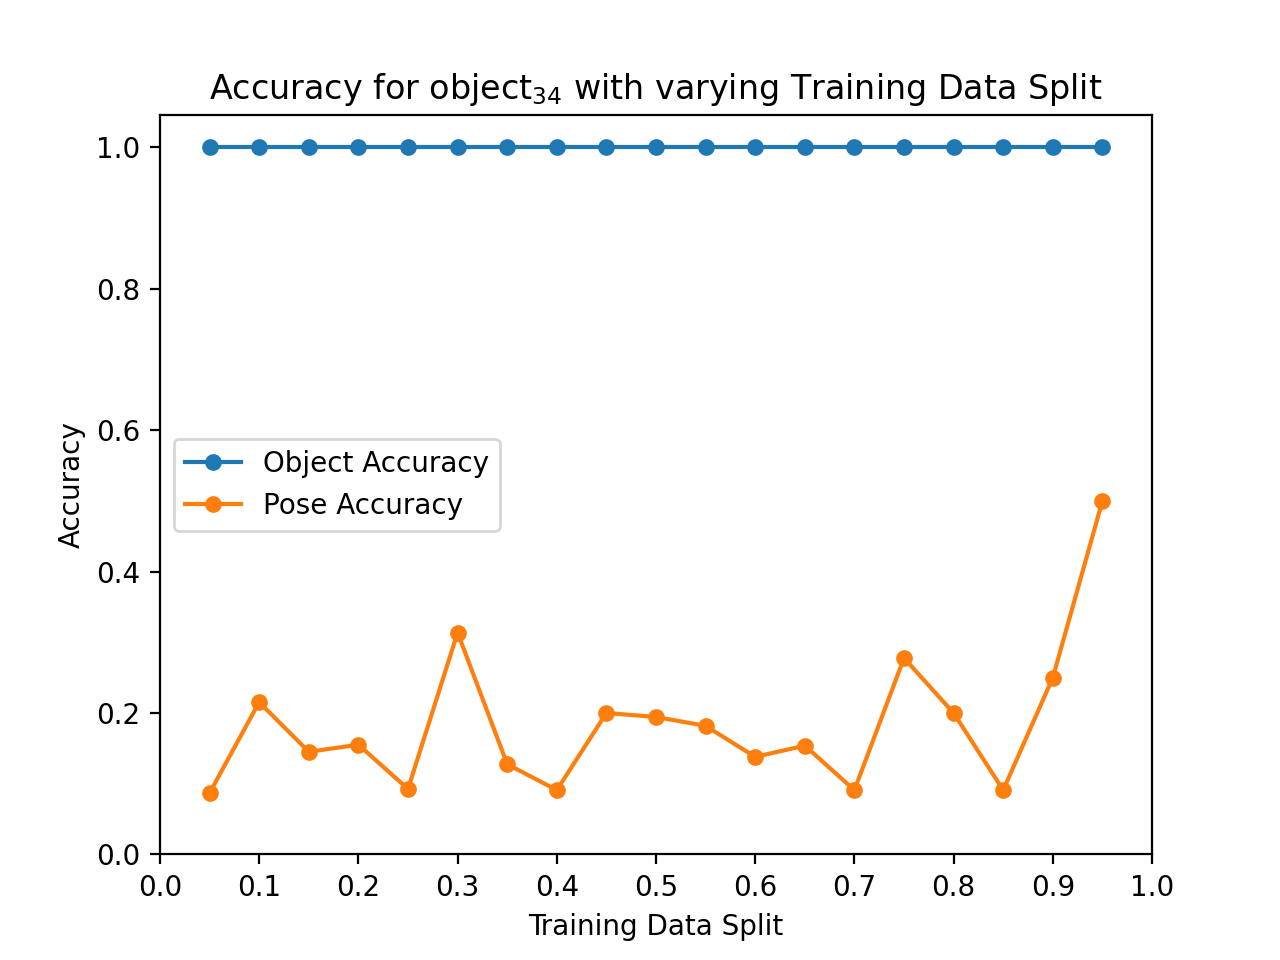 Accuracy for object₃₄ with varying Training Data Split
1.0
0.8
0.6
0.4
0.2
0.0
Accuracy
Object Accuracy
Pose Accuracy
0.0 0.1 0.2 0.3 0.4 0.5 0.6 0.7 0.8 0.9 1.0
Training Data Split